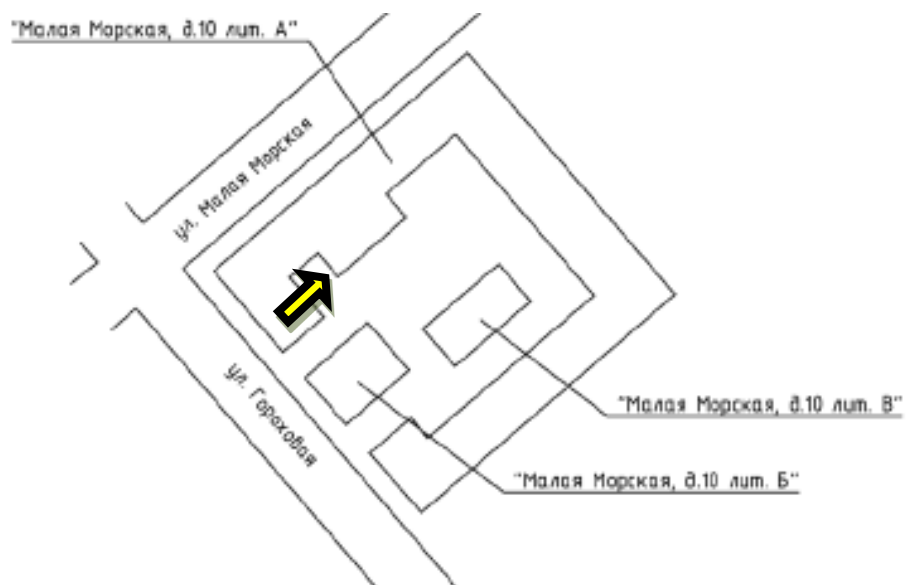 "Малая Морская, д.10 лит. А"
ул. Малая Морская
ул. Гороховая
"Малая Морская, д.10 лит. В"
"Малая Морская, д.10 лит. Б"